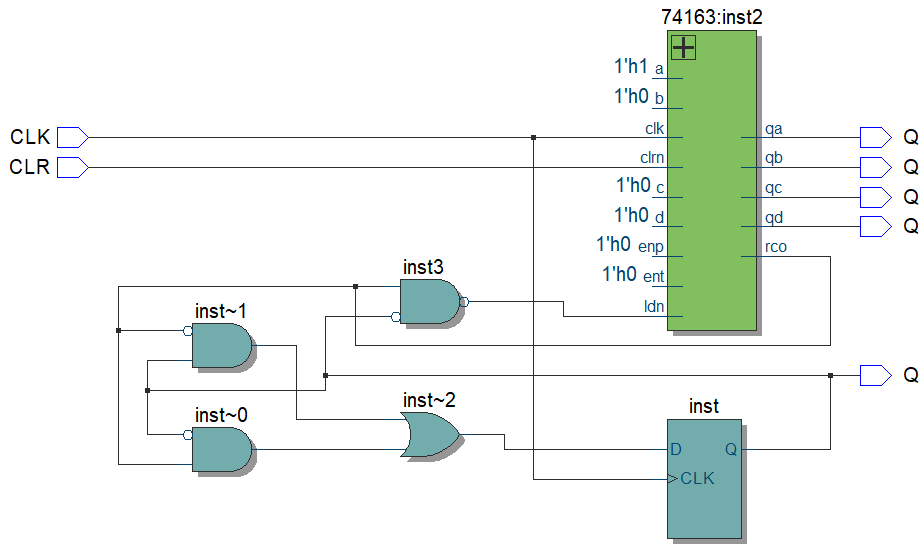 74163:inst2
1'h1 a
1'h0 b
CLK
clk
qa
Q
CLR
clrn
qb
Q
1'h0 c
qc
Q
1'h0 d
qd
Q
1'h0 enp
rco
inst3
1'h0 ent
ldn
inst~1
Q
inst~0
inst~2
inst
D
Q
CLK